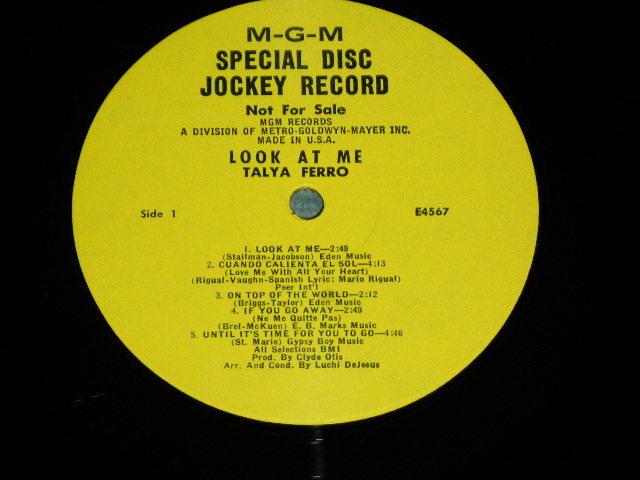 M-G-M
SPECIAL DISC
JOCKEY RECORD
Not For Sale
MGM RECORDS
A DIVISION OF METRO-GOLDWYN-MAYER INC.
MADE IN U.S.A.
LOOK AT ME
TALYA FERRO
Side 1 E4567
1. LOOK AT ME—2:49
(Stallman-Jacobson) Eden Music
2. CUANDO CALIENTA EL SOL—4:13
(Love Me With All Your Heart)
(Rigual-Vaughn-Spanish Lyric: Mario Rigual)
Peer Int'l
3. ON TOP OF THE WORLD—2:12
(Briggs-Taylor) Eden Music
4. IF YOU GO AWAY—2:49
(Ne Me Quitte Pas)
(Brel-McKuen) E. B. Marks Music
5. UNTIL IT'S TIME FOR YOU TO GO—4:46
(St. Marie) Gypsy Boy Music
All Selections BMI
Prod. By Clyde Otis
Arr. And Cond. By Luchi DeJesus